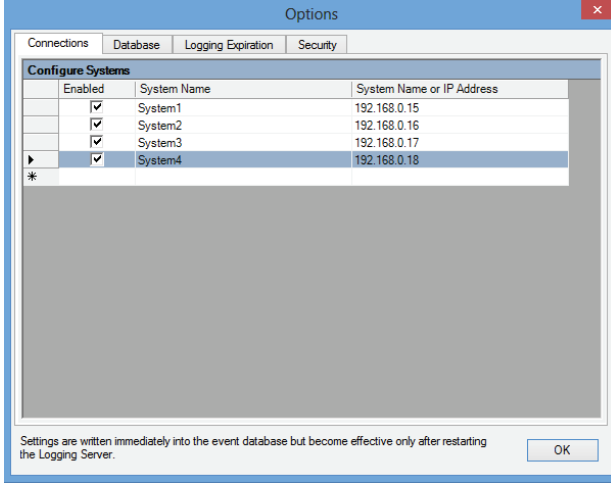 Options
Connections Database Logging Expiration Security
Configure Systems
Enabled System Name System Name or IP Address
System1 192.168.0.15
System2 192.168.0.16
System3 192.168.0.17
System4 192.168.0.18
Settings are written immediately into the event database but become effective only after restarting
the Logging Server.
OK